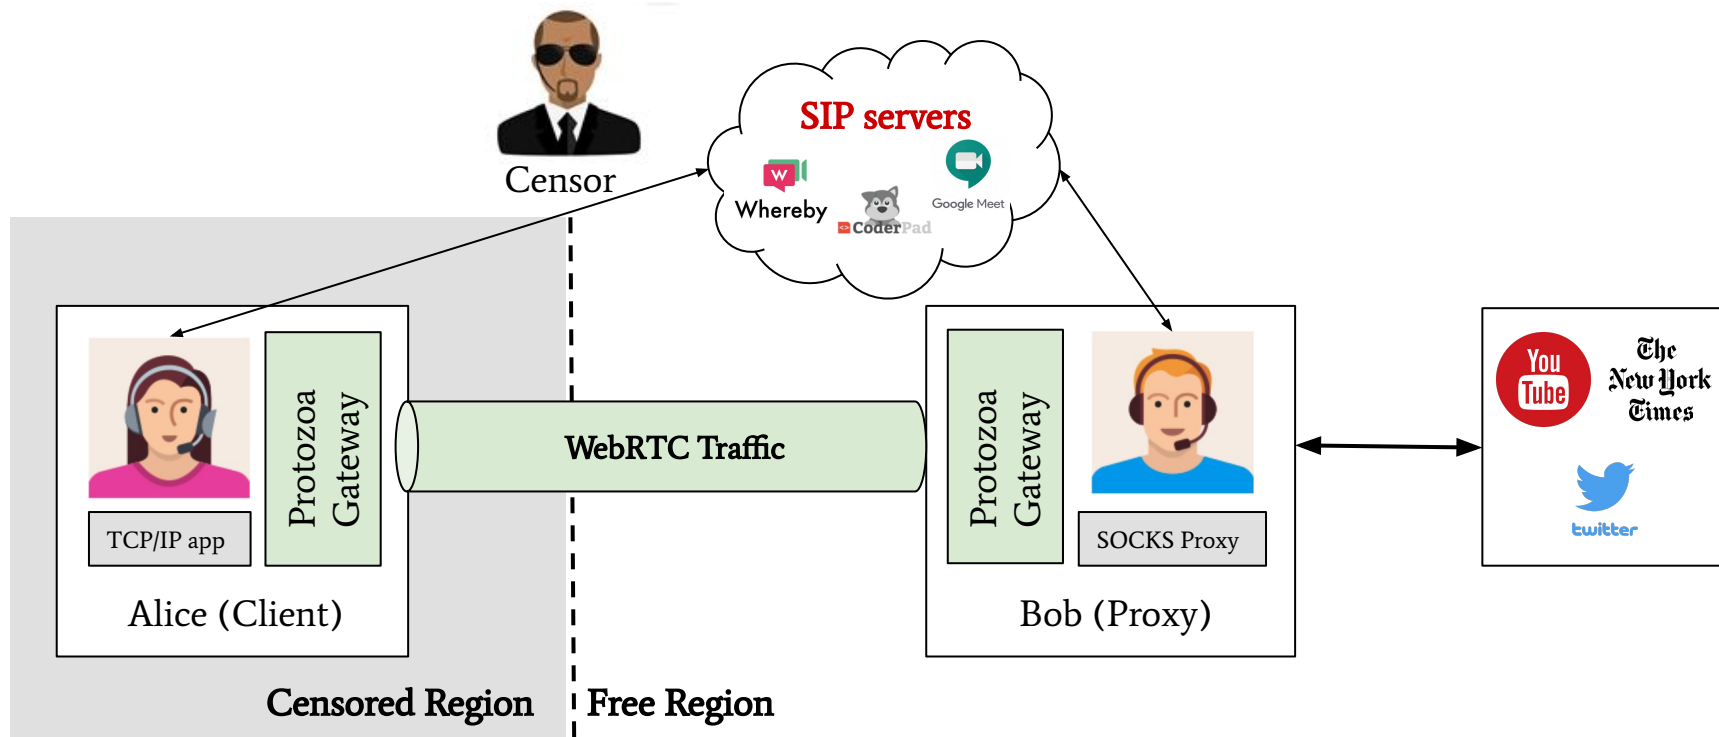 SIP servers
Censor
W
Whereby
CoderPad
Google Meet
Protozoa
Gateway
TCP/IP app
Alice (Client)
WebRTC Traffic
Protozoa
Gateway
SOCKS Proxy
Bob (Proxy)
You
Tube
The
New York
Times
twitter
Censored Region
Free Region